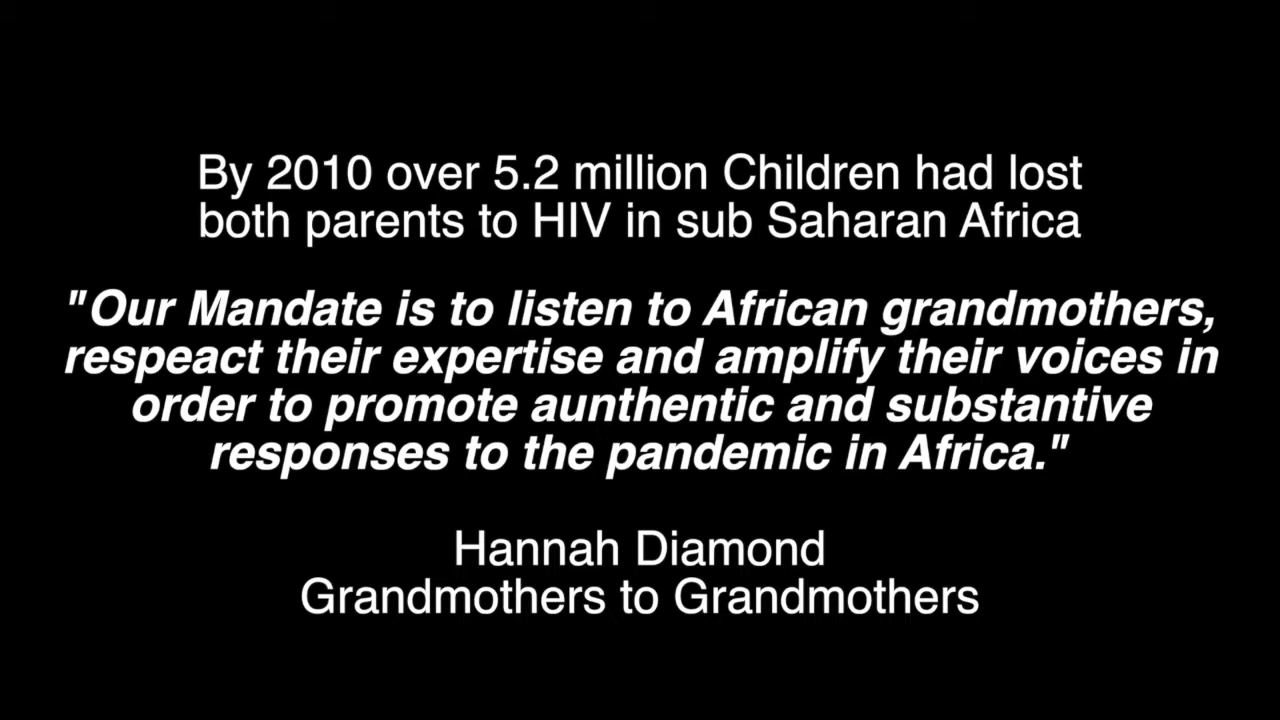 By 2010 over 5.2 million Children had lost
both parents to HIV in sub Saharan Africa
"Our Mandate is to listen to African grandmothers,
respeact their expertise and amplify their voices in
order to promote aunthentic and substantive
responses to the pandemic in Africa."
Hannah Diamond
Grandmothers to Grandmothers